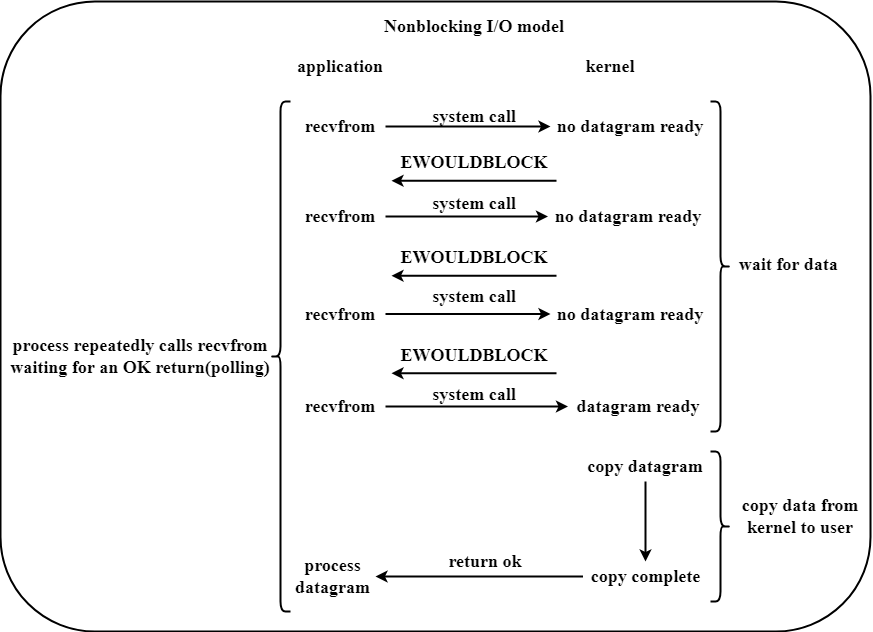 Nonblocking I/O model
application
kernel
recvfrom
system call
no datagram ready
EWOULDBLOCK
recvfrom
system call
no datagram ready
EWOULDBLOCK
wait for data
recvfrom
system call
no datagram ready
process repeatedly calls recvfrom
waiting for an OK return(polling)
EWOULDBLOCK
recvfrom
system call
datagram ready
copy datagram
copy data from
kernel to user
process
datagram
return ok
copy complete